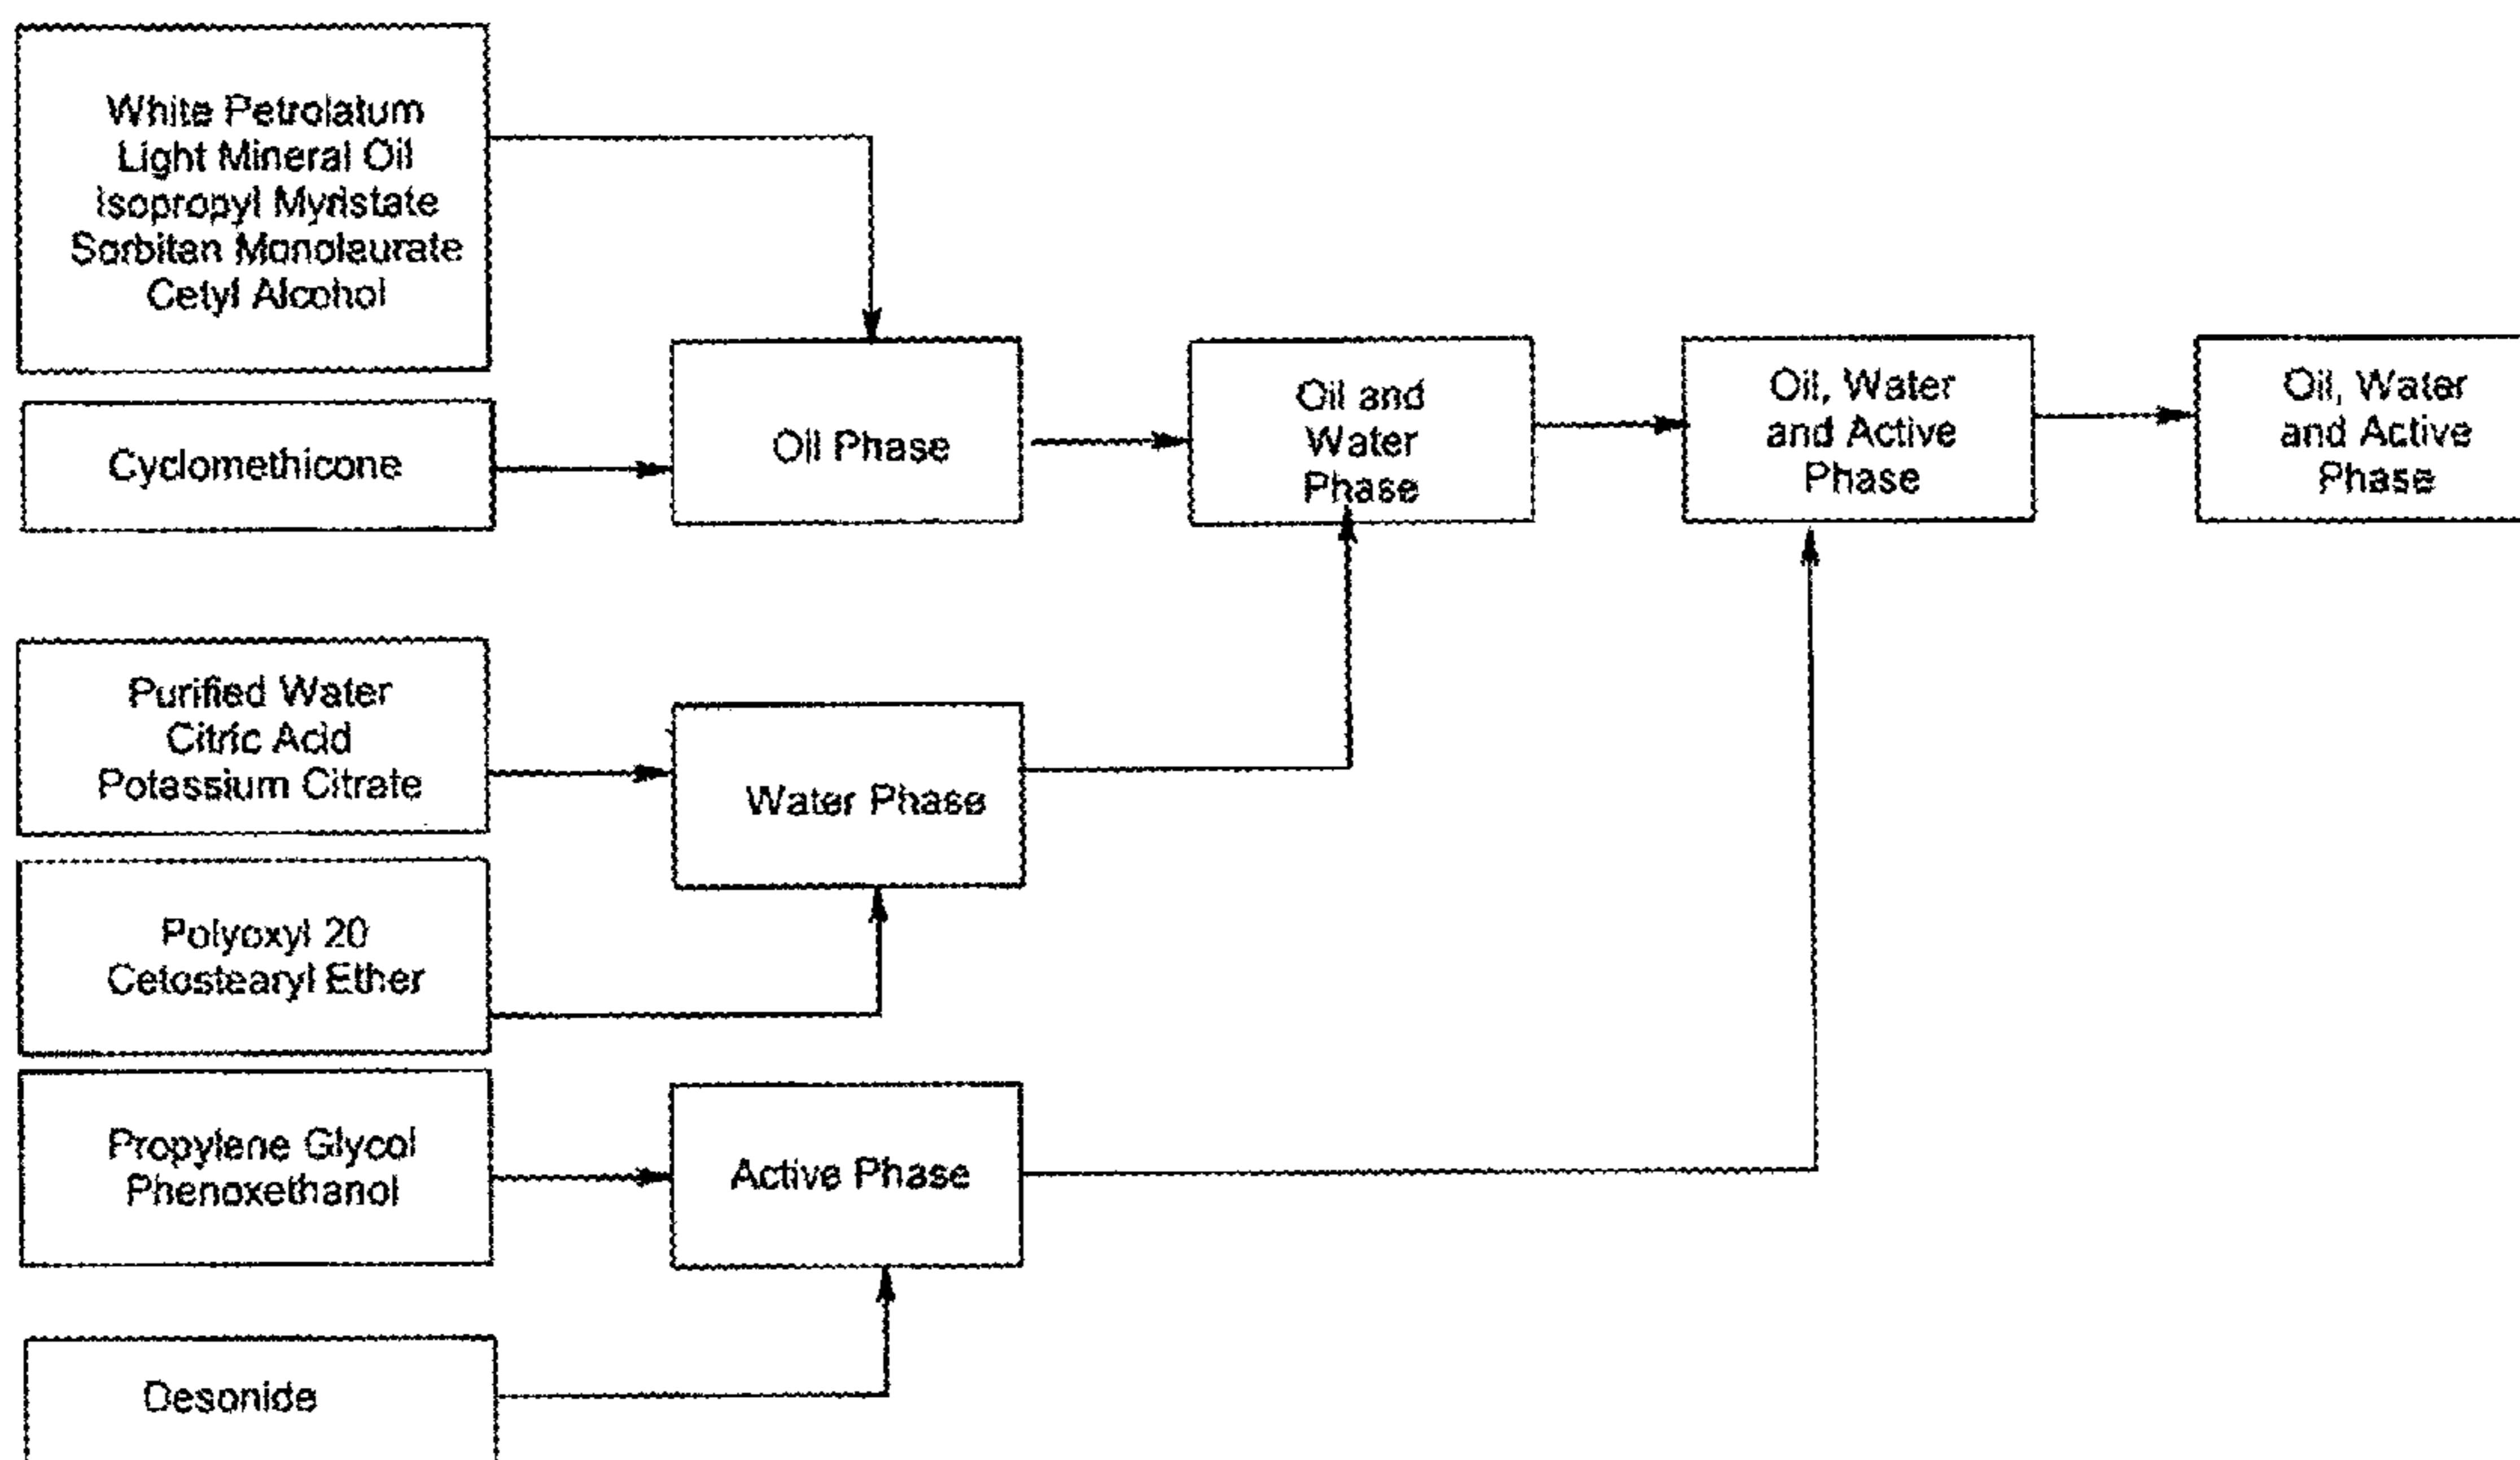 White Petrolatum
Light Mineral Oil
Isopropyl Myristate
Sorbitan Monolaurate
Cetyl Alcohol
Cyclomethicone
Oil Phase
Oil and
Water
Phase
Oil, Water
and Active
Phase
Oil, Water
and Active
Phase
Purified Water
Citric Acid
Potassium Citrate
Water Phase
Polyoxyl 20
Cetostearyl Ether
Propylene Glycol
Phenoxethanol
Active Phase
Desonide